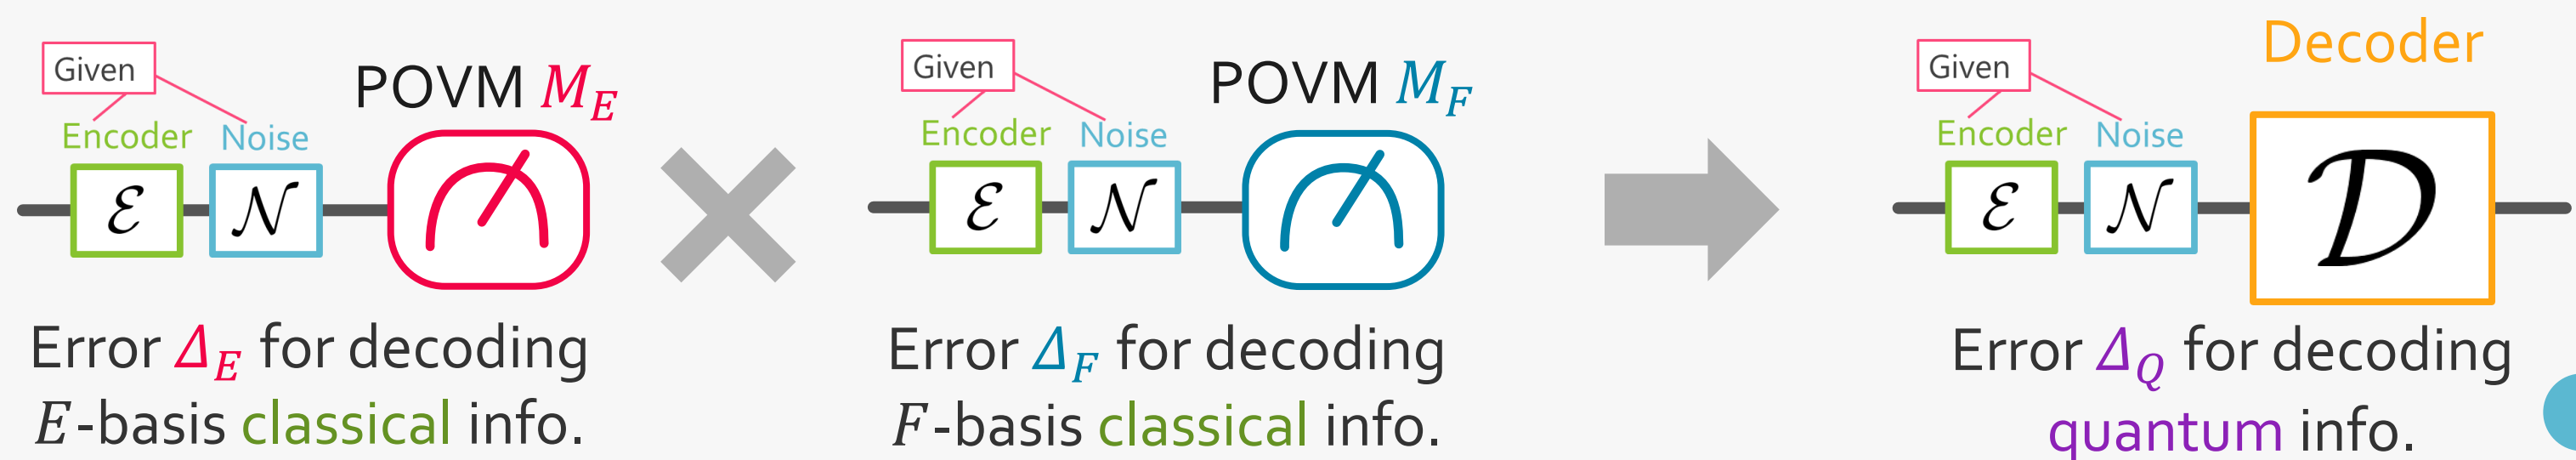 Given
POVM M_E
Encoder Noise
ℰ 𝒩
Error Δ_E for decoding
E-basis classical info.
Given
POVM M_F
Encoder Noise
ℰ 𝒩
Error Δ_F for decoding
F-basis classical info.
Given
Decoder
Encoder Noise
ℰ 𝒩 𝒟
Error Δ_Q for decoding
quantum info.